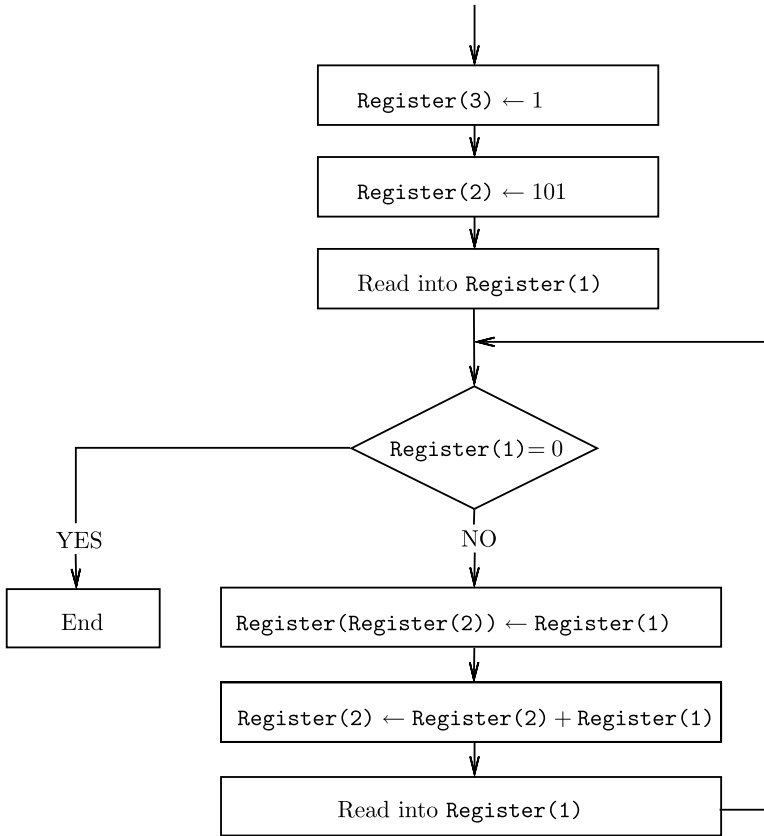 Register(3) ← 1
Register(2) ← 101
Read into Register(1)
Register(1) = 0
YES
NO
End
Register(Register(2)) ← Register(1)
Register(2) ← Register(2) + Register(1)
Read into Register(1)